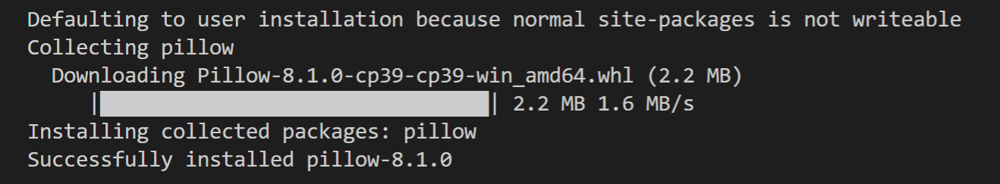 Defaulting to user installation because normal site-packages is not writeable
Collecting pillow
Downloading Pillow-8.1.0-cp39-cp39-win_amd64.whl (2.2 MB)
|████████████████████████████████| 2.2 MB 1.6 MB/s
Installing collected packages: pillow
Successfully installed pillow-8.1.0